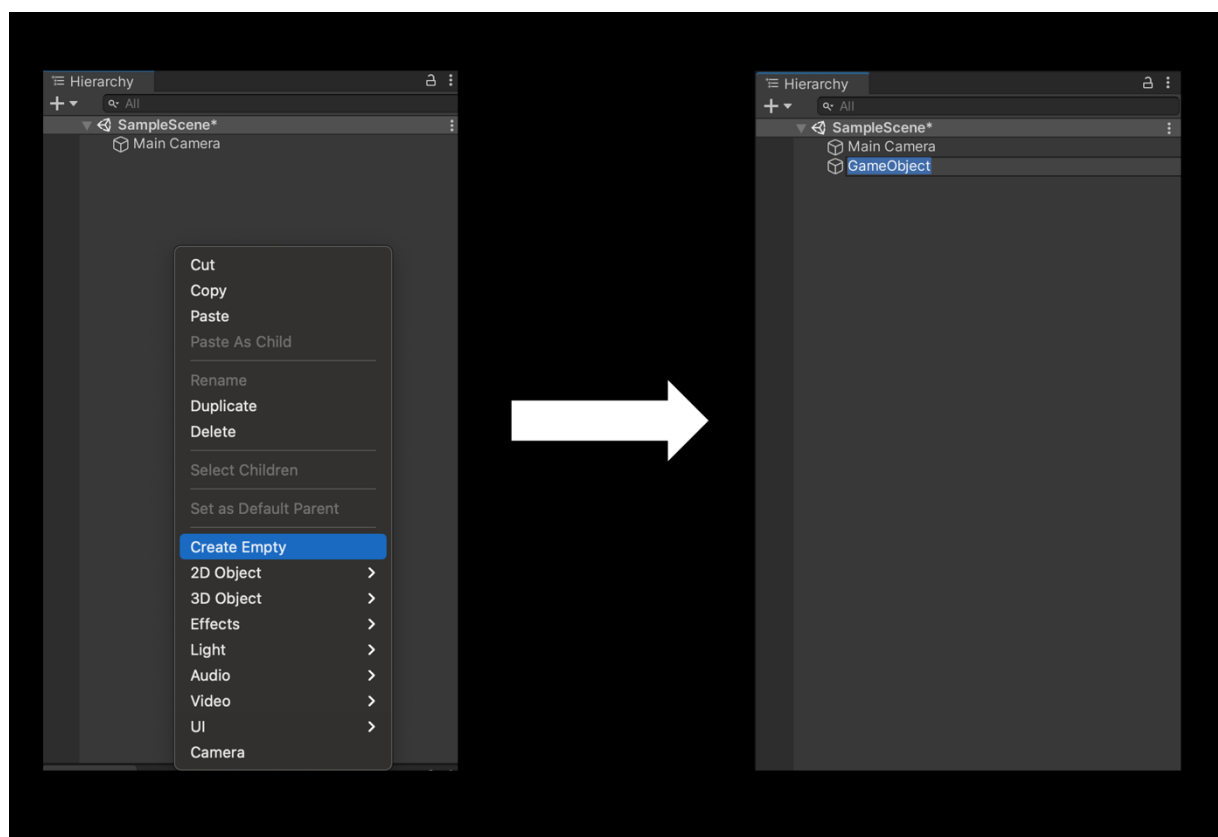 Hierarchy
All
SampleScene*
Main Camera
Cut
Copy
Paste
Paste As Child
Rename
Duplicate
Delete
Select Children
Set as Default Parent
Create Empty
2D Object
3D Object
Effects
Light
Audio
Video
UI
Camera
Hierarchy
All
SampleScene*
Main Camera
GameObject